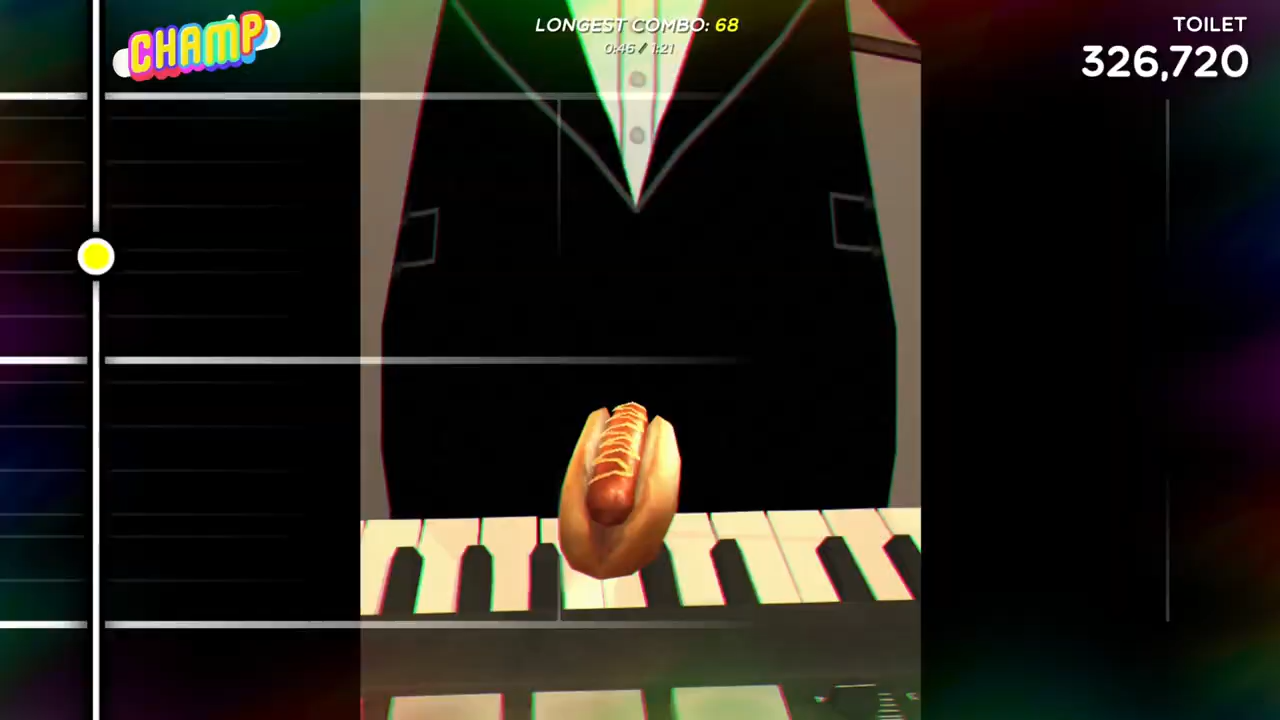 CHAMP
LONGEST COMBO: 68
0:46 / 1:21
TOILET
326,720